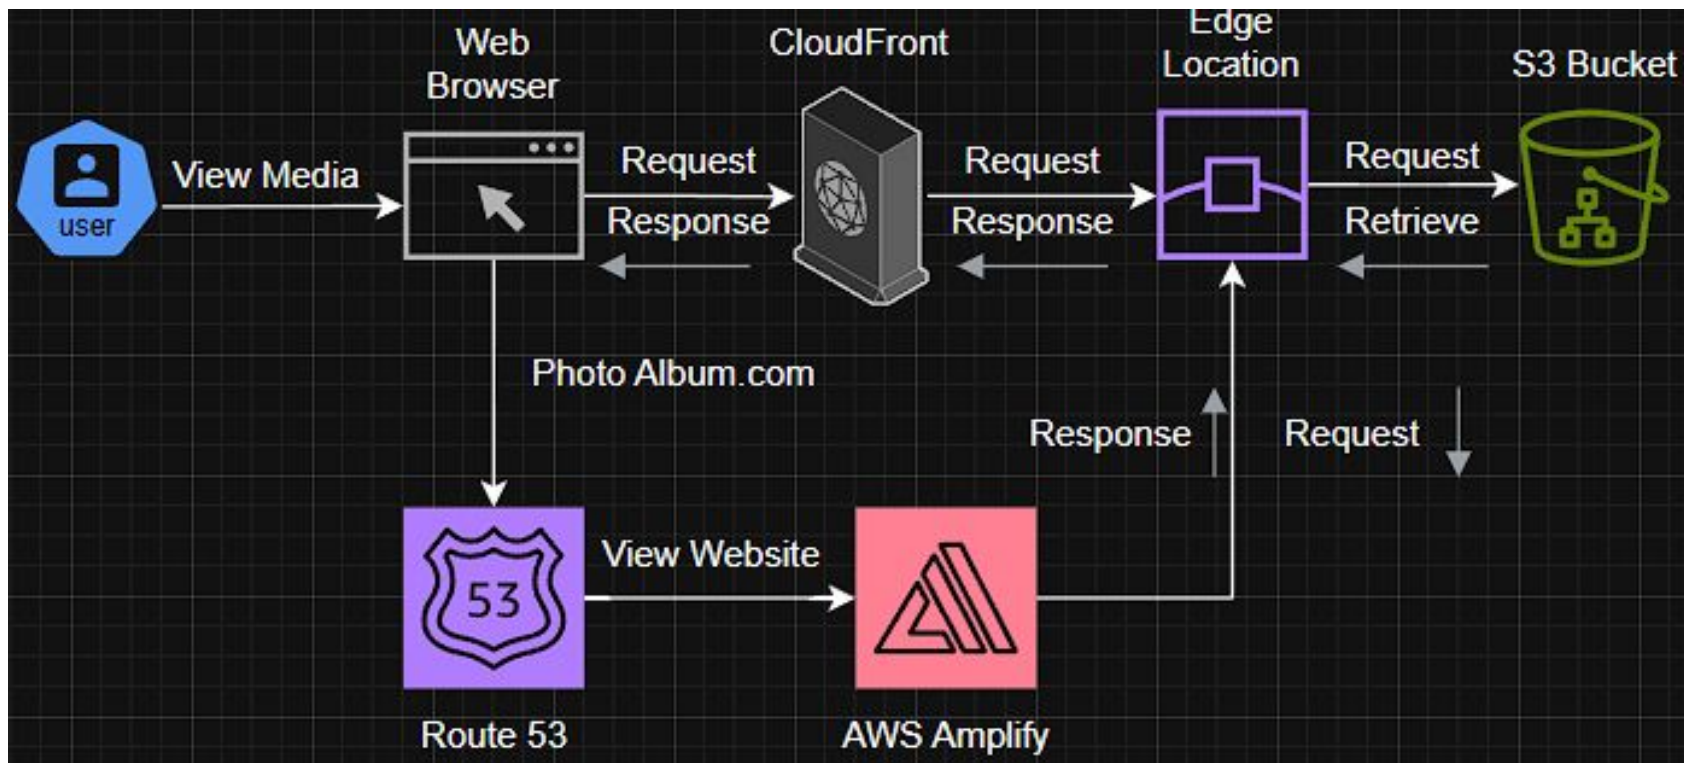 Web
Browser
CloudFront
Edge
Location
S3 Bucket
user
View Media
Request
Response
Request
Response
Request
Retrieve
Photo Album.com
Response
Request
53
View Website
Route 53
AWS Amplify